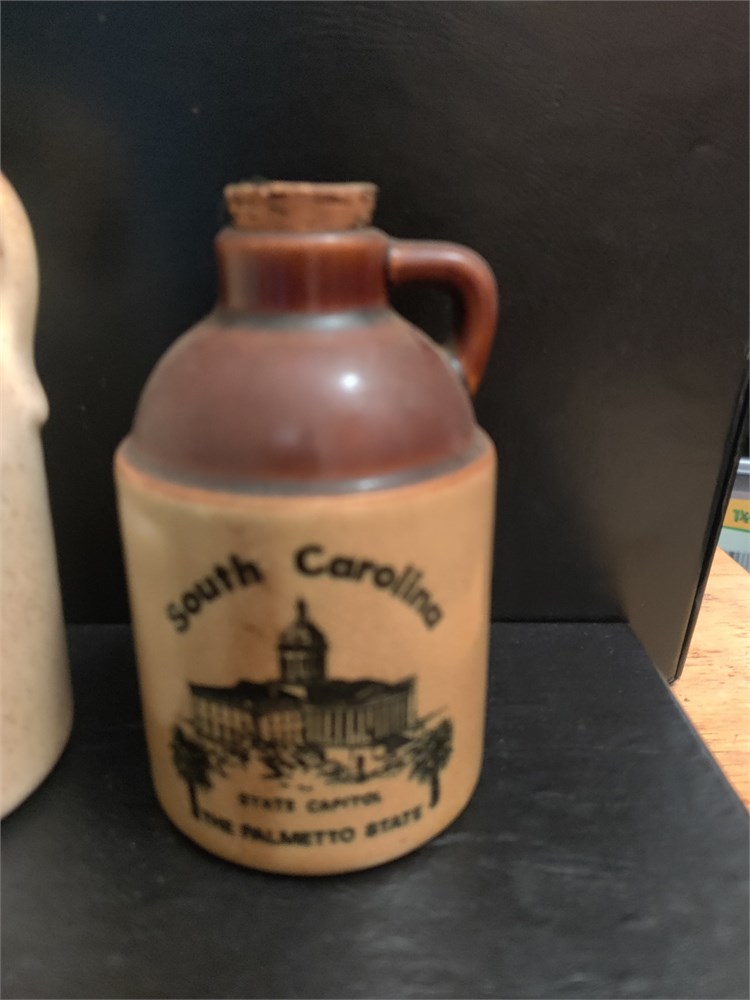 South Carolina
STATE CAPITOL
THE PALMETTO STATE